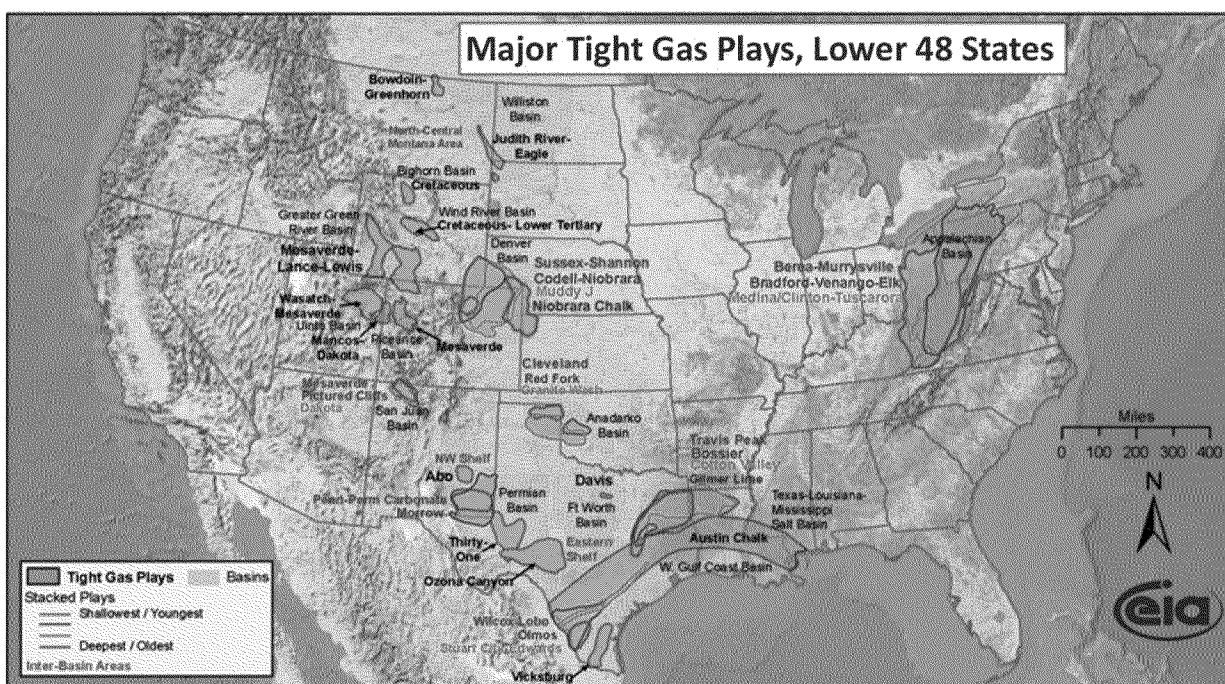 Major Tight Gas Plays, Lower 48 States
Bowdoin-
Greenhorn
Williston
Basin
North-Central
Montana Area
Judith River-
Eagle
Bighorn Basin
Cretaceous
Greater Green
River Basin
Wind River Basin
Cretaceous- Lower Tertiary
Mesaverde-
Lance-Lewis
Denver
Basin
Sussex-Shannon
Codell-Niobrara
Muddy J
Niobrara Chalk
Appalachian
Basin
Berea-Murrysville
Bradford-Venango-Elk
Medina/Clinton-Tuscarora
Wasatch-
Mesaverde
Uinta Basin
Mancos-
Dakota
Piceance
Basin
Mesaverde
Cleveland
Red Fork
Granite Wash
Mesaverde
Pictured Cliffs
Dakota
San Juan
Basin
Anadarko
Basin
Miles
0 100 200 300 400
N
Travis Peak
Bossier
Cotton Valley
Gilmer Lime
NW Shelf
Abo
Davis
Ft Worth
Basin
Penn-Perm Carbonate
Morrow
Permian
Basin
Texas-Louisiana-
Mississippi
Salt Basin
Thirty-
One
Eastern
Shelf
Austin Chalk
Ozona Canyon
W. Gulf Coast Basin
Wilcox Lobo
Olmos
Vicksburg
Tight Gas Plays
Basins
Stacked Plays
Shallowest / Youngest
Deepest / Oldest
Inter-Basin Areas
eia